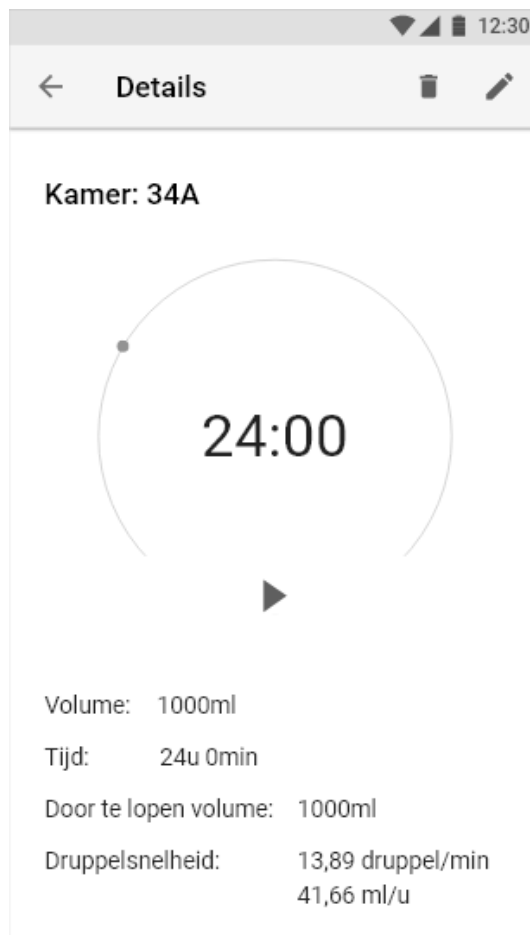 12:30
Details
Kamer: 34A
24:00
Volume: 1000ml
Tijd: 24u 0min
Door te lopen volume: 1000ml
Druppelsnelheid: 13,89 druppel/min
41,66 ml/u